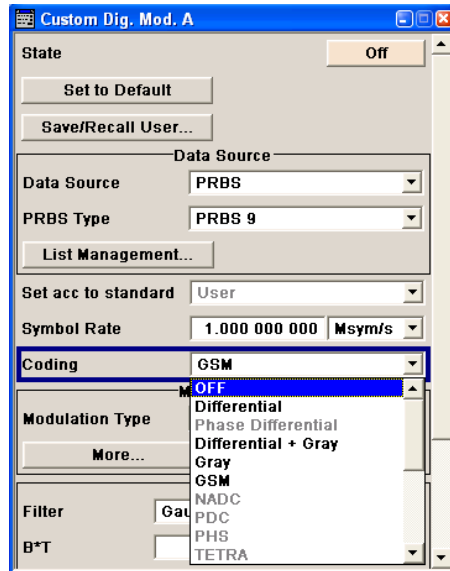 Custom Dig. Mod. A
State Off
Set to Default
Save/Recall User...
Data Source
Data Source PRBS
PRBS Type PRBS 9
List Management...
Set acc to standard User
Symbol Rate 1.000 000 000 Msym/s
Coding GSM
OFF
Differential
Modulation Type Phase Differential
Differential + Gray
More... Gray
GSM
NADC
Filter Gau PDC
PHS
B*T TETRA